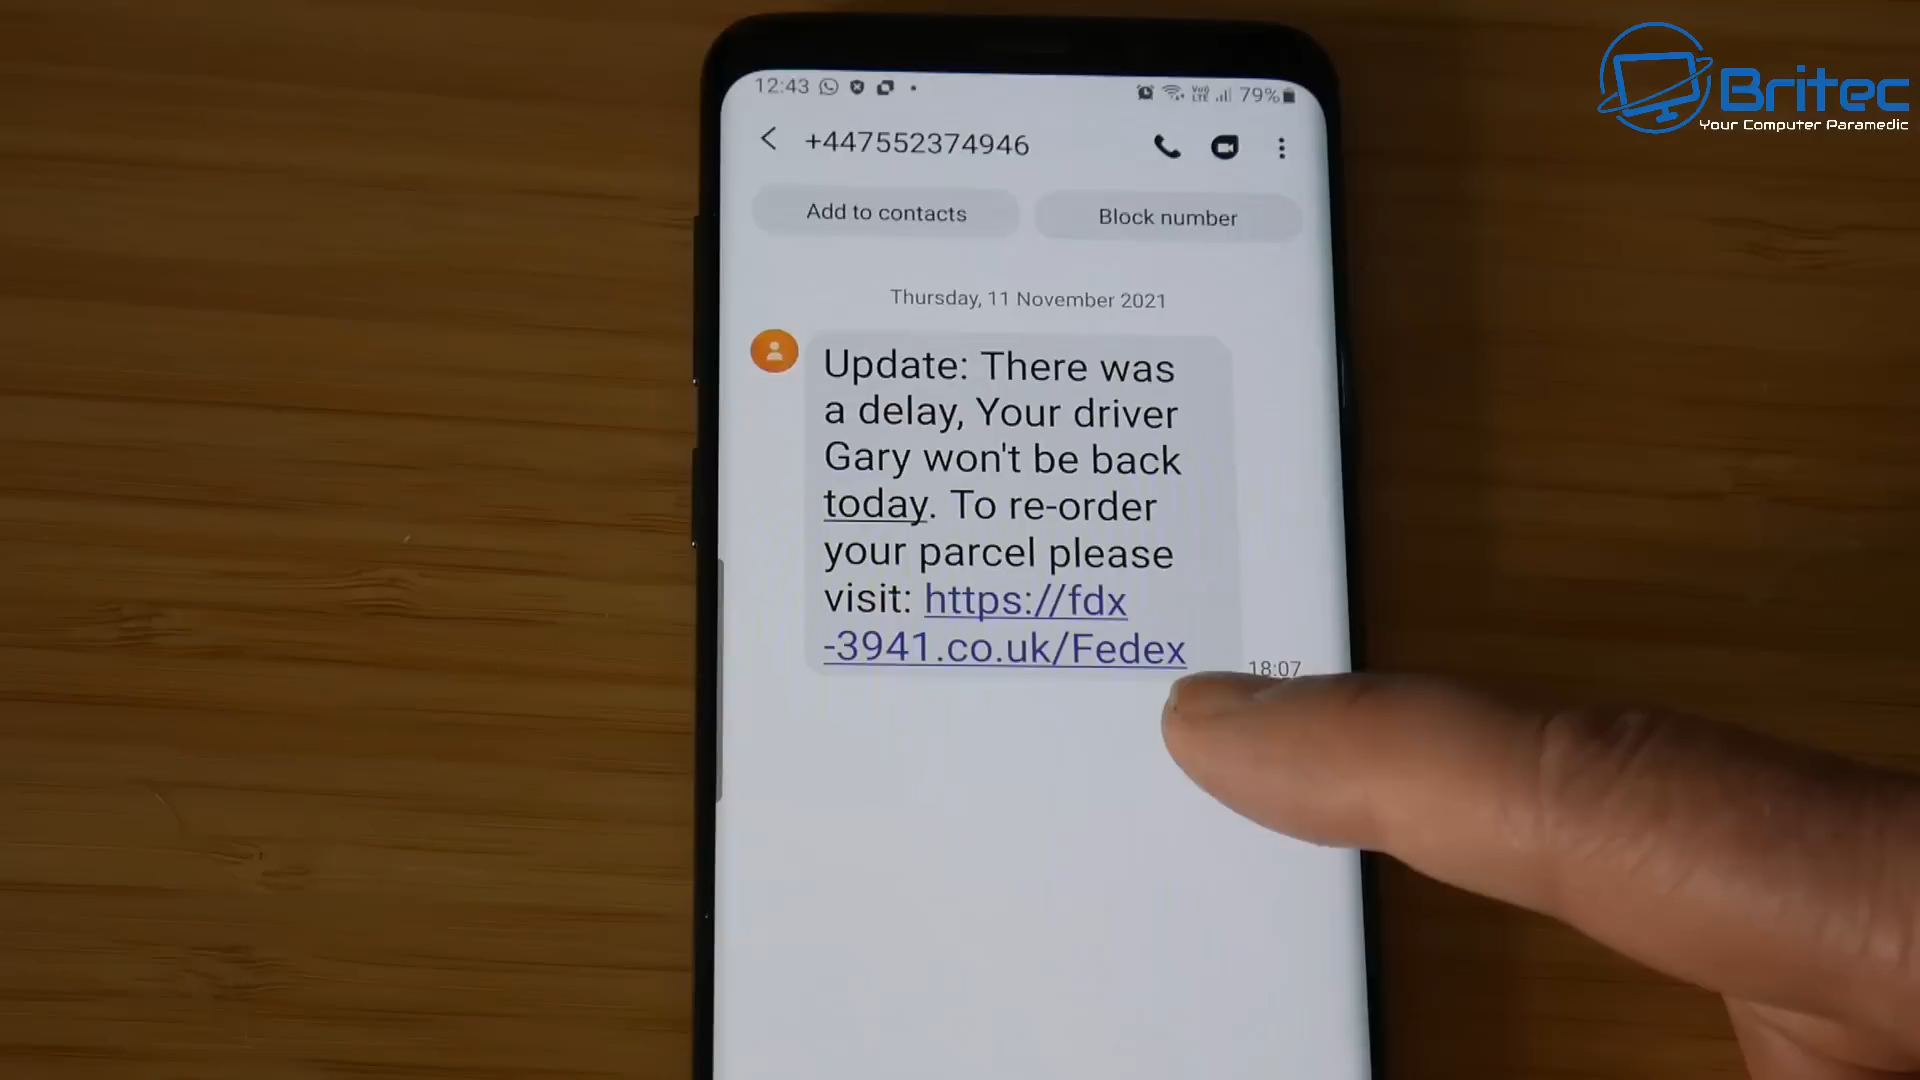 Britec
Your Computer Paramedic
12:43
79%
+447552374946
Add to contacts
Block number
Thursday, 11 November 2021
Update: There was
a delay, Your driver
Gary won't be back
today. To re-order
your parcel please
visit: https://fdx
-3941.co.uk/Fedex
18:07